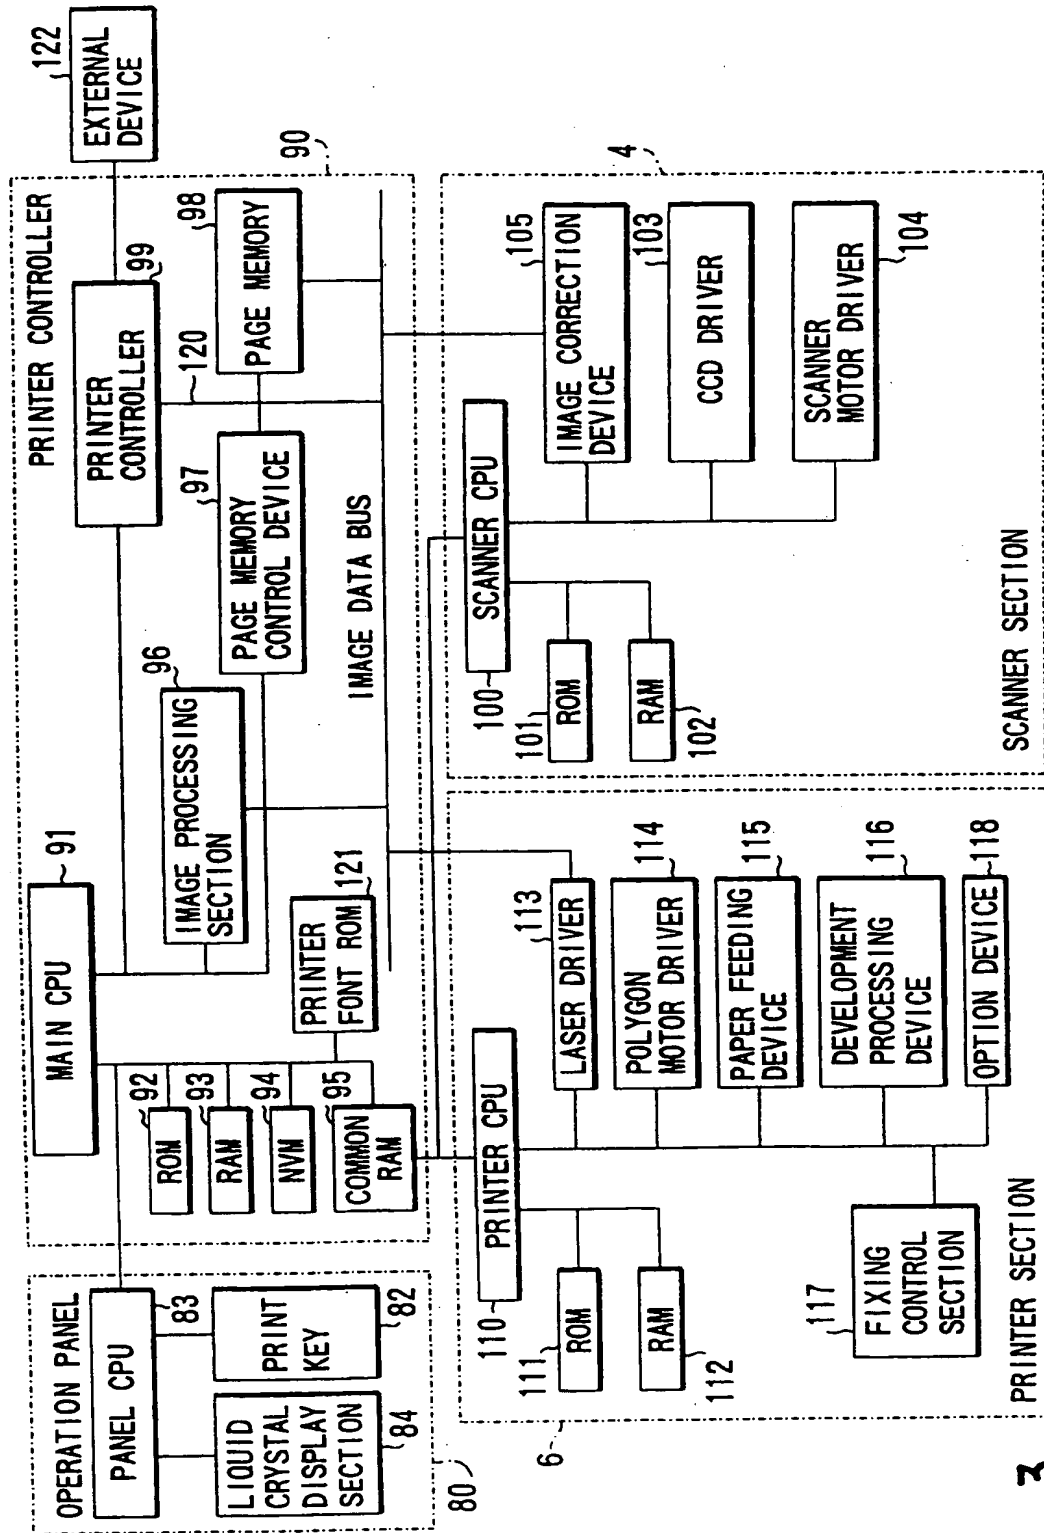 OPERATION PANEL
PANEL CPU
83
LIQUID
CRYSTAL
DISPLAY
SECTION
84
PRINT
KEY
82
80
PRINTER CONTROLLER
MAIN CPU
91
ROM
92
RAM
93
NVM
94
COMMON
RAM
95
PRINTER
FONT ROM
121
IMAGE PROCESSING
SECTION
96
PAGE MEMORY
CONTROL DEVICE
97
PAGE MEMORY
98
PRINTER
CONTROLLER
99
120
IMAGE DATA BUS
90
EXTERNAL
DEVICE
122
PRINTER CPU
110
ROM
111
RAM
112
LASER DRIVER
113
POLYGON
MOTOR DRIVER
114
PAPER FEEDING
DEVICE
115
DEVELOPMENT
PROCESSING
DEVICE
116
OPTION DEVICE
118
FIXING
CONTROL
SECTION
117
PRINTER SECTION
6
SCANNER CPU
100
ROM
101
RAM
102
IMAGE CORRECTION
DEVICE
105
CCD DRIVER
103
SCANNER
MOTOR DRIVER
104
SCANNER SECTION
4